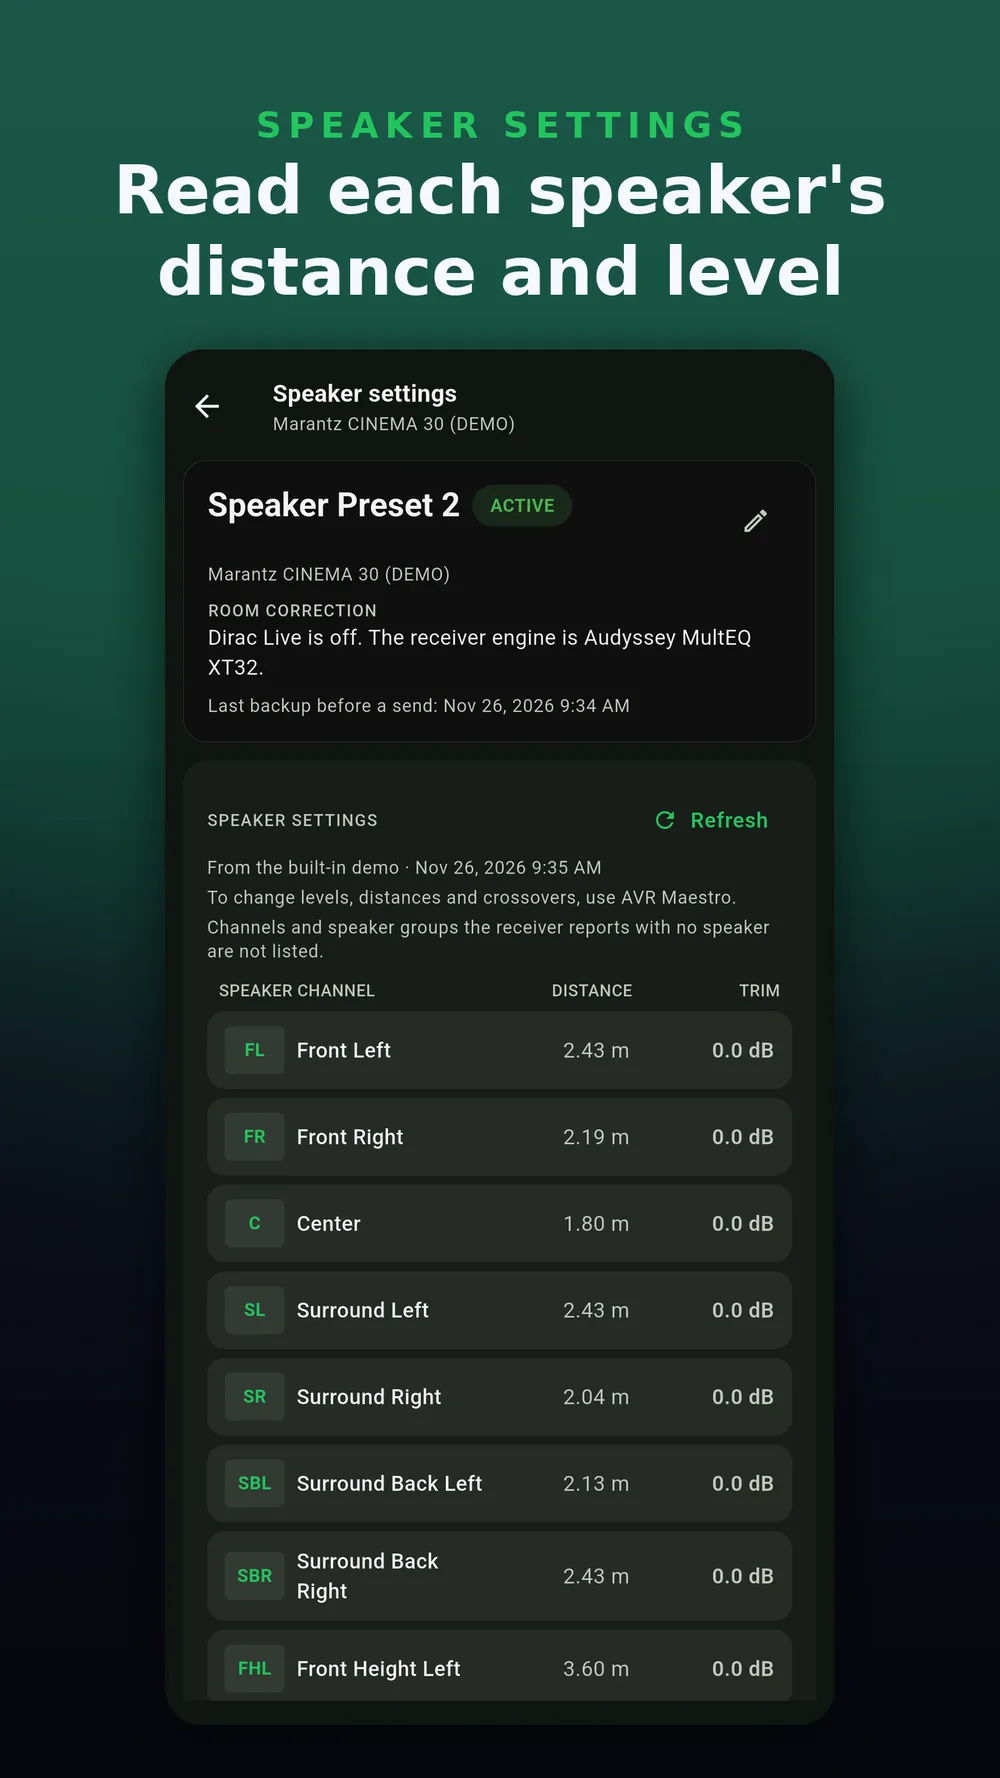 SPEAKER SETTINGS
Read each speaker's
distance and level
Speaker settings
Marantz CINEMA 30 (DEMO)
Speaker Preset 2 ACTIVE
Marantz CINEMA 30 (DEMO)
ROOM CORRECTION
Dirac Live is off. The receiver engine is Audyssey MultEQ
XT32.
Last backup before a send: Nov 26, 2026 9:34 AM
SPEAKER SETTINGS Refresh
From the built-in demo · Nov 26, 2026 9:35 AM
To change levels, distances and crossovers, use AVR Maestro.
Channels and speaker groups the receiver reports with no speaker
are not listed.
SPEAKER CHANNEL DISTANCE TRIM
FL Front Left 2.43 m 0.0 dB
FR Front Right 2.19 m 0.0 dB
C Center 1.80 m 0.0 dB
SL Surround Left 2.43 m 0.0 dB
SR Surround Right 2.04 m 0.0 dB
SBL Surround Back Left 2.13 m 0.0 dB
SBR Surround Back
Right 2.43 m 0.0 dB
FHL Front Height Left 3.60 m 0.0 dB